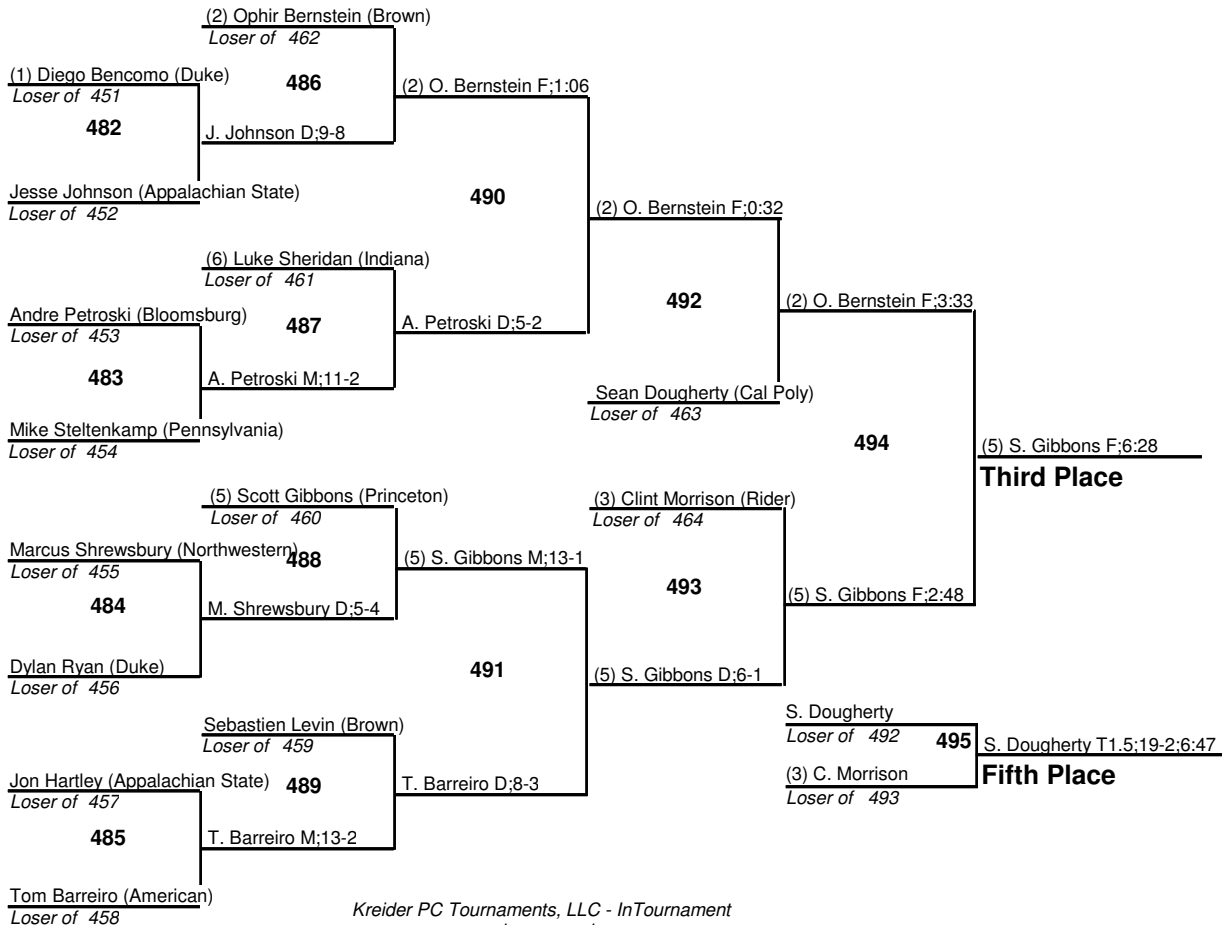 (2) Ophir Bernstein (Brown)
Loser of 462
(1) Diego Bencomo (Duke)
Loser of 451
486
(2) O. Bernstein F;1:06
482
J. Johnson D;9-8
Jesse Johnson (Appalachian State)
Loser of 452
490
(2) O. Bernstein F;0:32
(6) Luke Sheridan (Indiana)
Loser of 461
Andre Petroski (Bloomsburg)
Loser of 453
487
A. Petroski D;5-2
492
(2) O. Bernstein F;3:33
483
A. Petroski M;11-2
Sean Dougherty (Cal Poly)
Loser of 463
Mike Steltenkamp (Pennsylvania)
Loser of 454
494
(5) S. Gibbons F;6:28
Third Place
(5) Scott Gibbons (Princeton)
Loser of 460
(3) Clint Morrison (Rider)
Loser of 464
Marcus Shrewsbury (Northwestern)
Loser of 455
488
(5) S. Gibbons M;13-1
484
M. Shrewsbury D;5-4
493
(5) S. Gibbons F;2:48
Dylan Ryan (Duke)
Loser of 456
491
(5) S. Gibbons D;6-1
Sebastien Levin (Brown)
Loser of 459
S. Dougherty
Loser of 492
495
S. Dougherty T1.5;19-2;6:47
Fifth Place
(3) C. Morrison
Loser of 493
Jon Hartley (Appalachian State)
Loser of 457
489
T. Barreiro D;8-3
485
T. Barreiro M;13-2
Tom Barreiro (American)
Loser of 458
Kreider PC Tournaments, LLC - InTournament